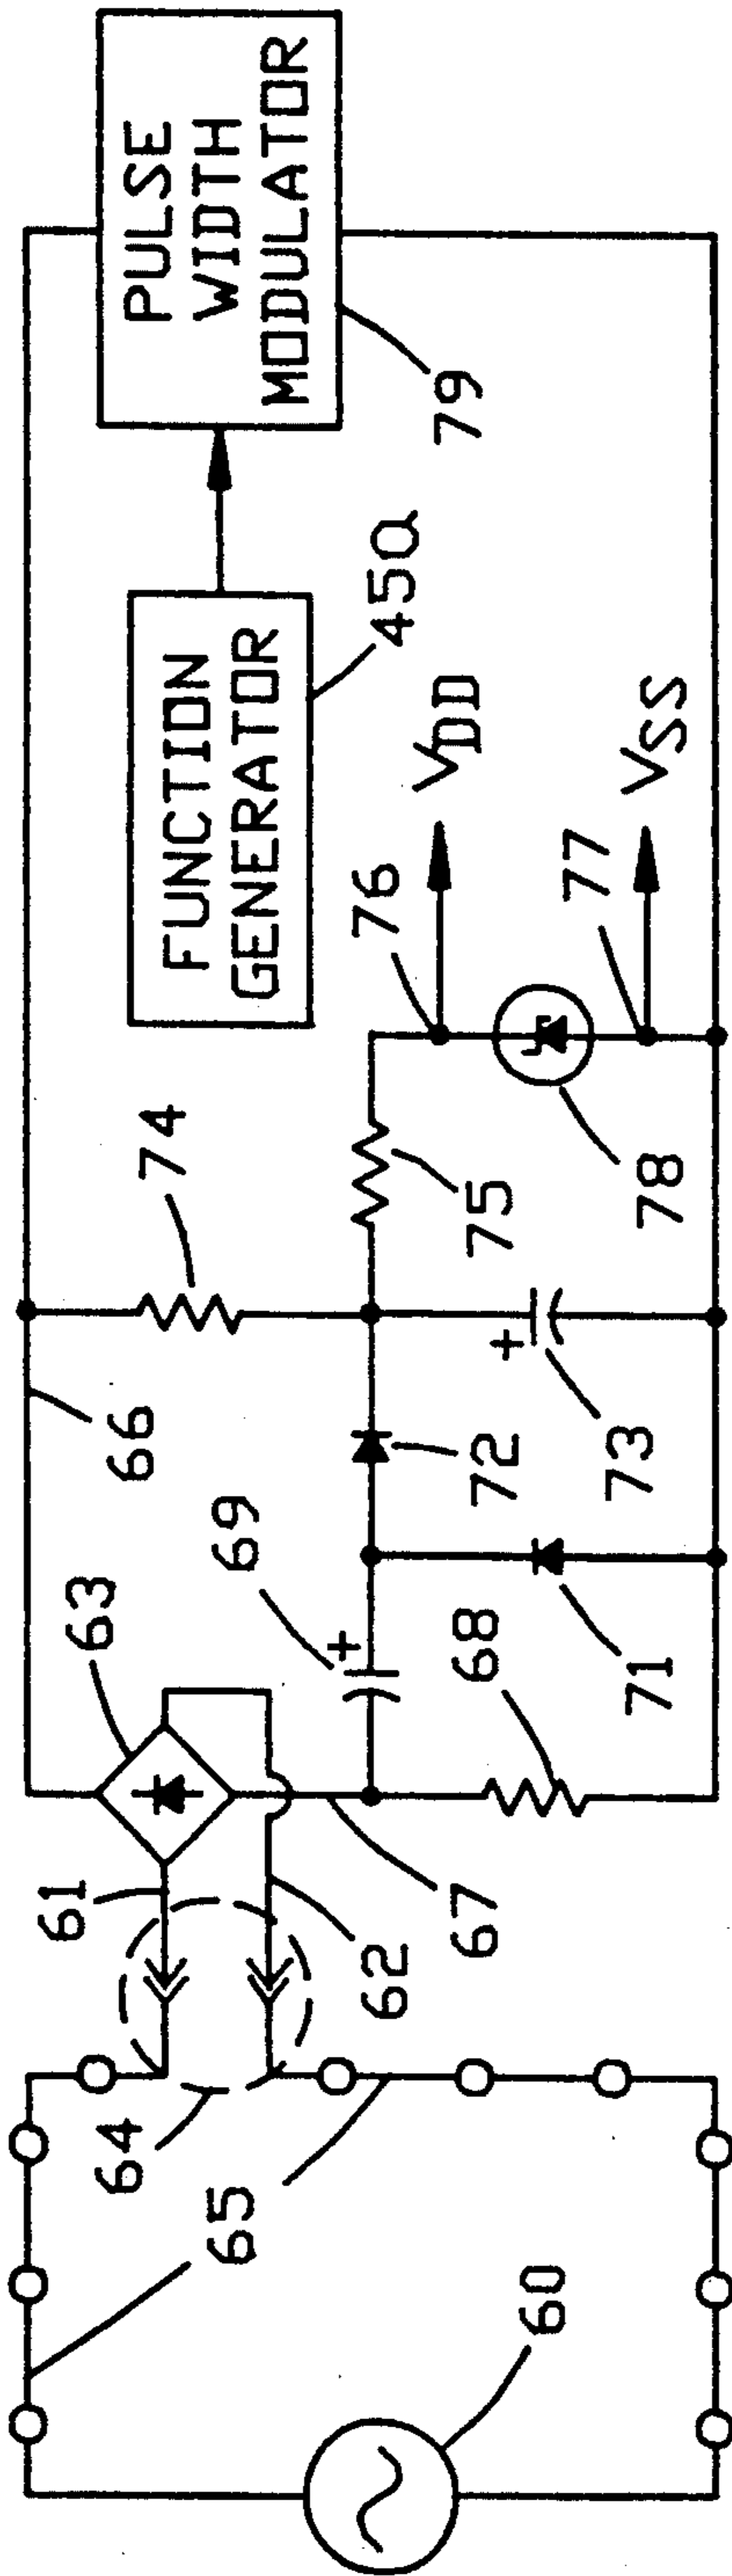 PULSE
WIDTH
MODULATOR
79
FUNCTION
GENERATOR
45Q
66
74
63
69
+
72
+
73
75
76
VDD
77
VSS
78
61
62
64
65
67
68
71
60